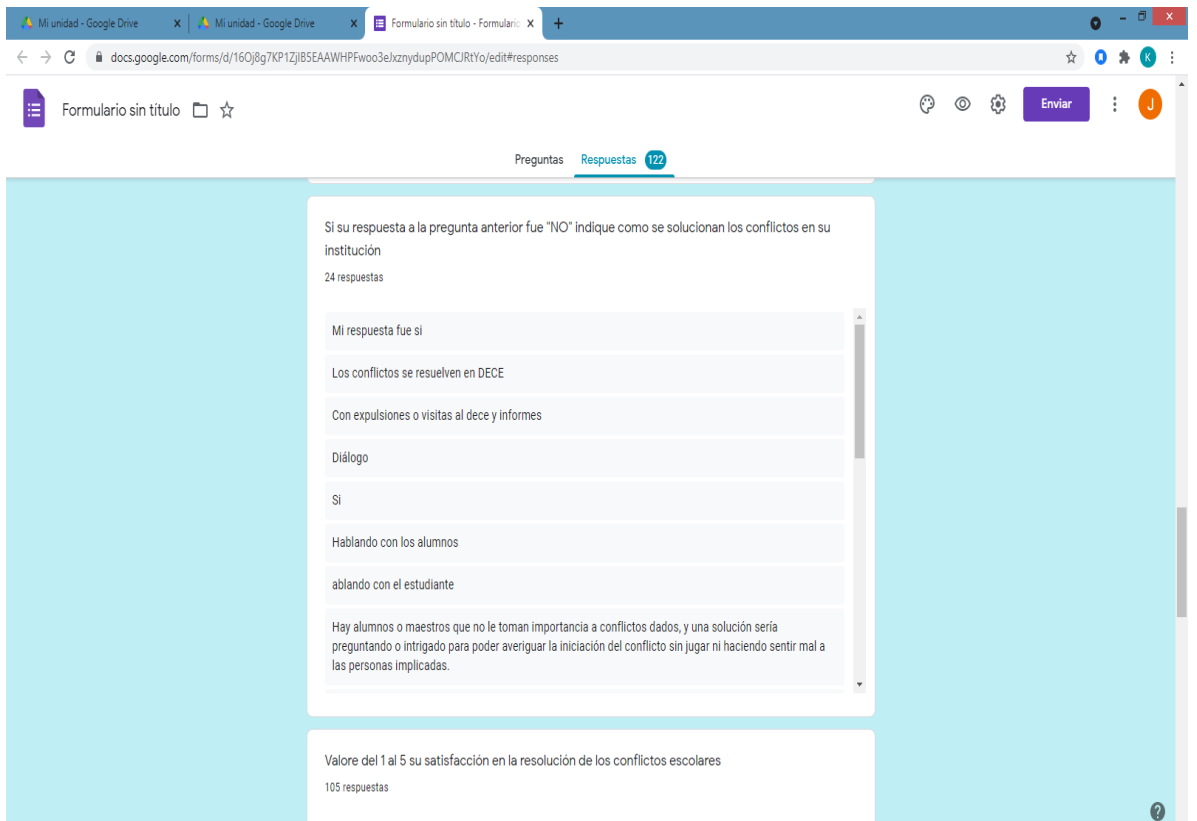 Mi unidad - Google Drive
Mi unidad - Google Drive
Formulario sin título - Formulario
docs.google.com/forms/d/16Oj8g7KP1ZjlB5EAAWHPFwoo3eJxznydupPOMCJRtYo/edit#responses
K
Formulario sin título
Enviar
J
Preguntas Respuestas 122
Si su respuesta a la pregunta anterior fue "NO" indique como se solucionan los conflictos en su
institución
24 respuestas
Mi respuesta fue si
Los conflictos se resuelven en DECE
Con expulsiones o visitas al dece y informes
Diálogo
Si
Hablando con los alumnos
ablando con el estudiante
Hay alumnos o maestros que no le toman importancia a conflictos dados, y una solución sería
preguntando o intrigado para poder averiguar la iniciación del conflicto sin jugar ni haciendo sentir mal a
las personas implicadas.
Valore del 1 al 5 su satisfacción en la resolución de los conflictos escolares
105 respuestas